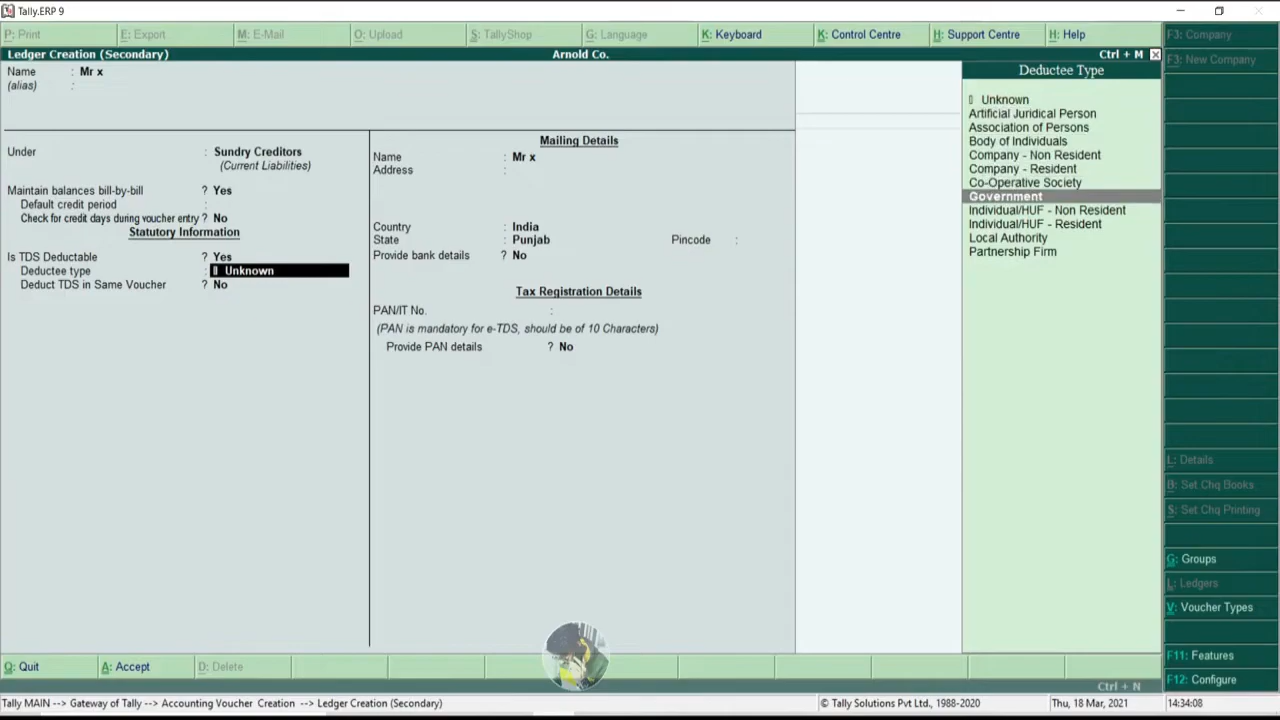 Tally.ERP 9
P: Print E: Export M: E-Mail O: Upload S: TallyShop G: Language K: Keyboard K: Control Centre H: Support Centre H: Help
Ledger Creation (Secondary) Arnold Co. Ctrl + M
Name : Mr x
(alias) :
Under : Sundry Creditors
(Current Liabilities)
Maintain balances bill-by-bill ? Yes
Default credit period :
Check for credit days during voucher entry ? No
Statutory Information
Is TDS Deductable ? Yes
Deductee type : Unknown
Deduct TDS in Same Voucher ? No
Mailing Details
Name : Mr x
Address :
Country : India
State : Punjab Pincode :
Provide bank details ? No
Tax Registration Details
PAN/IT No. :
(PAN is mandatory for e-TDS, should be of 10 Characters)
Provide PAN details ? No
Deductee Type
Unknown
Artificial Juridical Person
Association of Persons
Body of Individuals
Company - Non Resident
Company - Resident
Co-Operative Society
Government
Individual/HUF - Non Resident
Individual/HUF - Resident
Local Authority
Partnership Firm
F3: Company
F3: New Company
L: Details
B: Set Chq Books
S: Set Chq Printing
G: Groups
L: Ledgers
V: Voucher Types
F11: Features
F12: Configure
Q: Quit A: Accept D: Delete
Ctrl + N
Tally MAIN --> Gateway of Tally --> Accounting Voucher Creation --> Ledger Creation (Secondary) © Tally Solutions Pvt Ltd., 1988-2020 Thu, 18 Mar, 2021 14:34:08